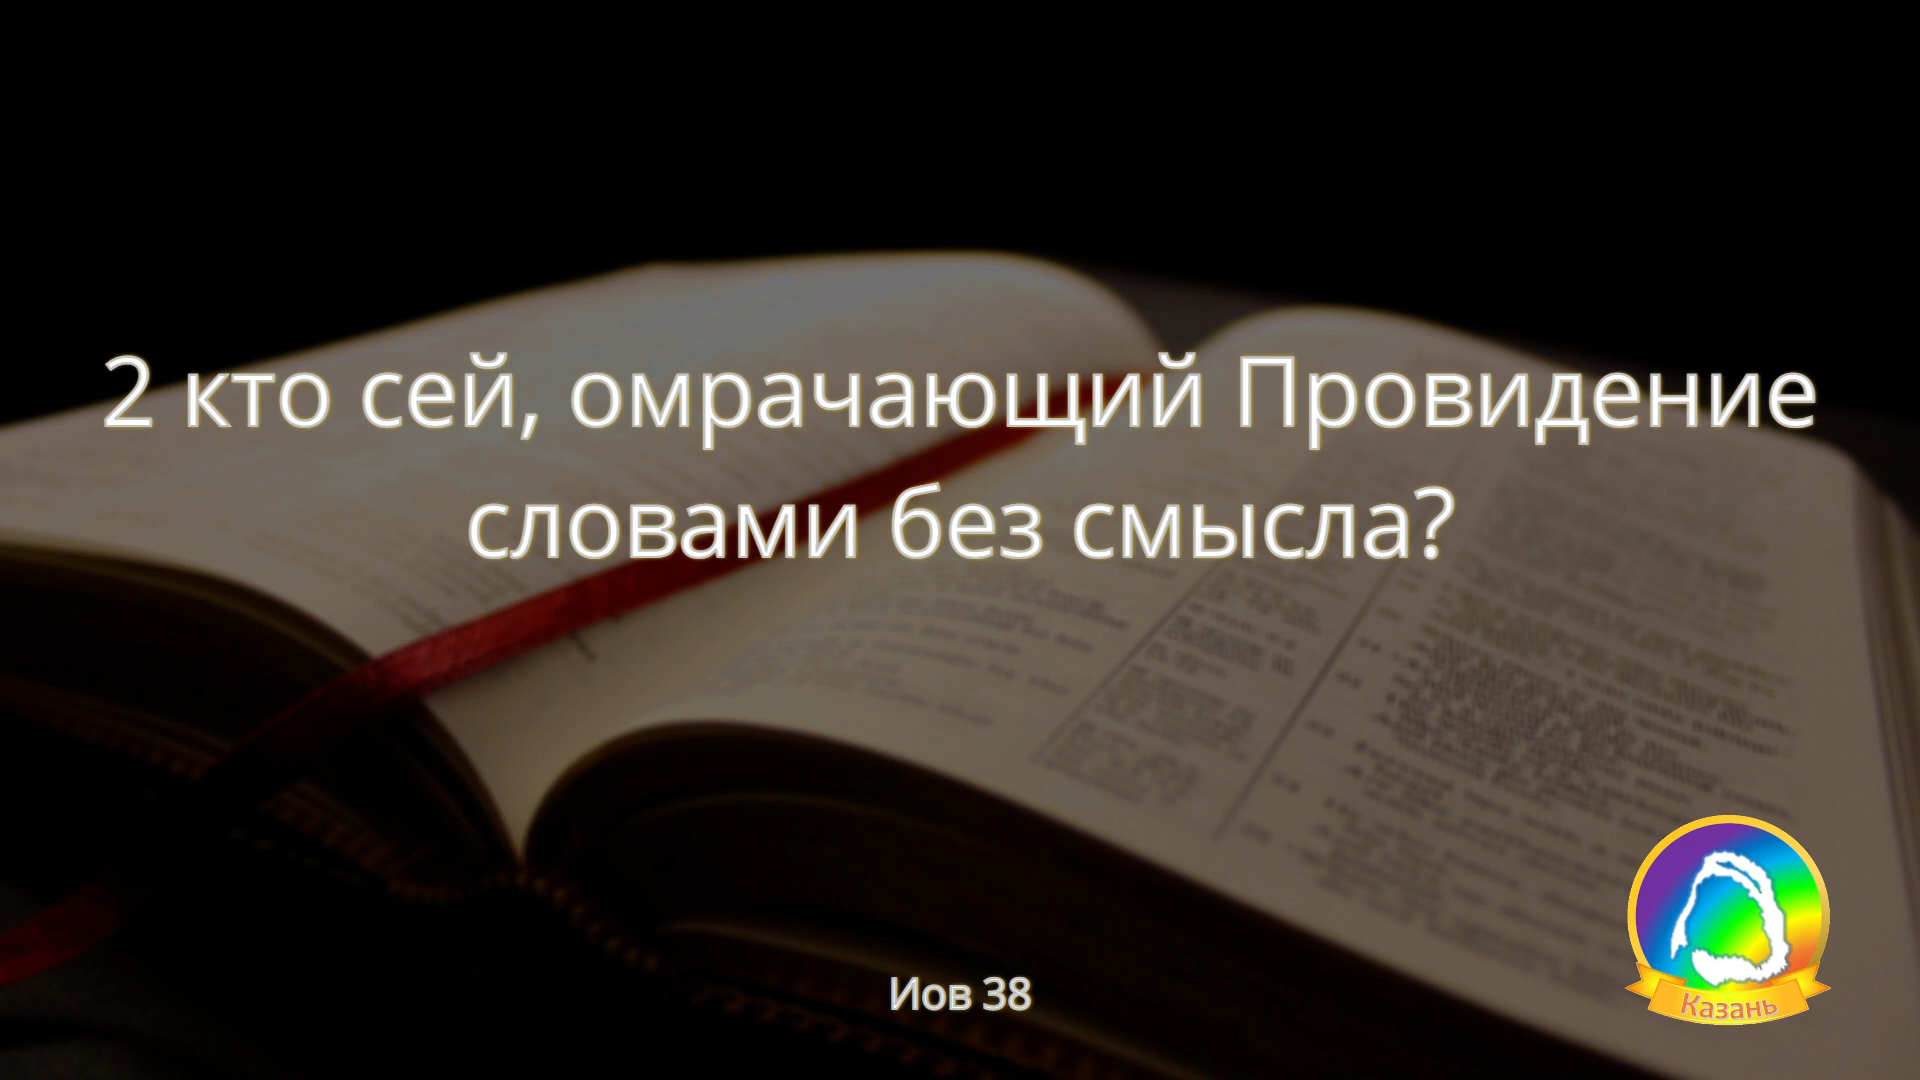 2 кто сей, омрачающий Провидение
словами без смысла?
Иов 38
Казань